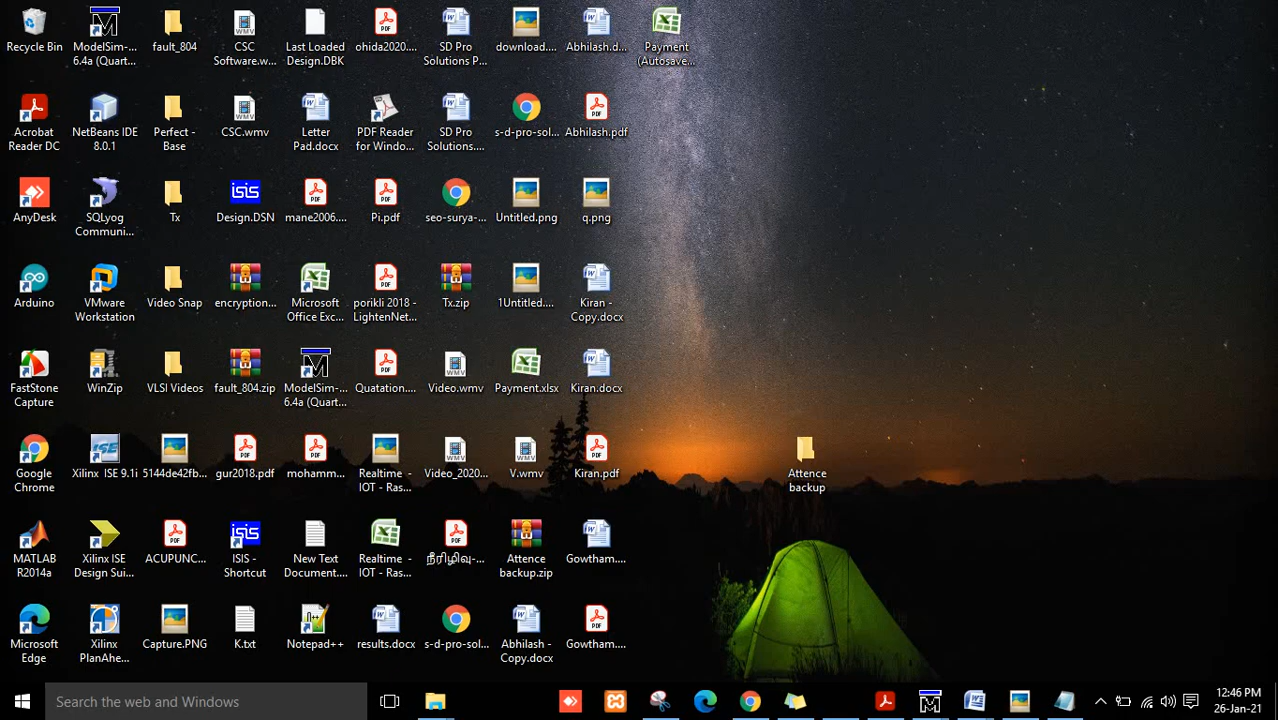 Recycle Bin
ModelSim-...
6.4a (Quart...
fault_804
CSC
Software.w...
Last Loaded
Design.DBK
ohida2020....
SD Pro
Solutions P...
download....
Abhilash.d...
Payment
(Autosave...
Acrobat
Reader DC
NetBeans IDE
8.0.1
Perfect -
Base
CSC.wmv
Letter
Pad.docx
PDF Reader
for Windo...
SD Pro
Solutions....
s-d-pro-sol...
Abhilash.pdf
AnyDesk
SQLyog
Communi...
Tx
Design.DSN
mane2006....
Pi.pdf
seo-surya-...
Untitled.png
q.png
Arduino
VMware
Workstation
Video Snap
encryption...
Microsoft
Office Exc...
porikli 2018 -
LightenNet...
Tx.zip
1Untitled....
Kiran -
Copy.docx
FastStone
Capture
WinZip
VLSI Videos
fault_804.zip
ModelSim-...
6.4a (Quart...
Quatation....
Video.wmv
Payment.xlsx
Kiran.docx
Google
Chrome
Xilinx ISE 9.1i
5144de42fb...
gur2018.pdf
mohamm...
Realtime -
IOT - Ras...
Video_2020...
V.wmv
Kiran.pdf
Attence
backup
MATLAB
R2014a
Xilinx ISE
Design Sui...
ACUPUNC...
ISIS -
Shortcut
New Text
Document....
Realtime -
IOT - Ras...
நீரிழிவு-...
Attence
backup.zip
Gowtham....
Microsoft
Edge
Xilinx
PlanAhe...
Capture.PNG
K.txt
Notepad++
results.docx
s-d-pro-sol...
Abhilash -
Copy.docx
Gowtham....
Search the web and Windows
12:46 PM
26-Jan-21